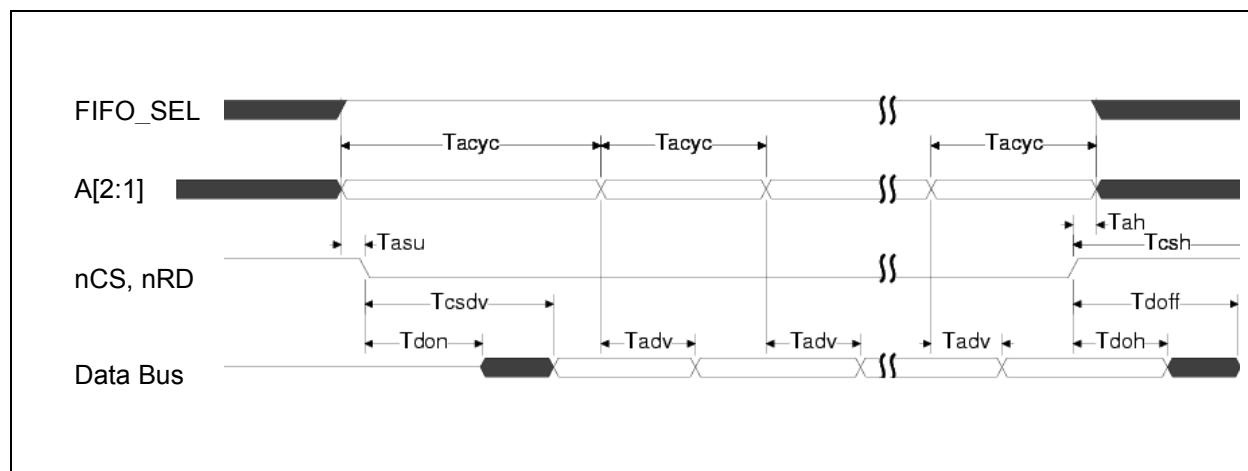 FIFO_SEL
Tacyc Tacyc Tacyc
A[2:1]
Tah
Tasu Tcsh
nCS, nRD
Tcsdv Tdoff
Tdon Tadv Tadv Tadv Tdoh
Data Bus